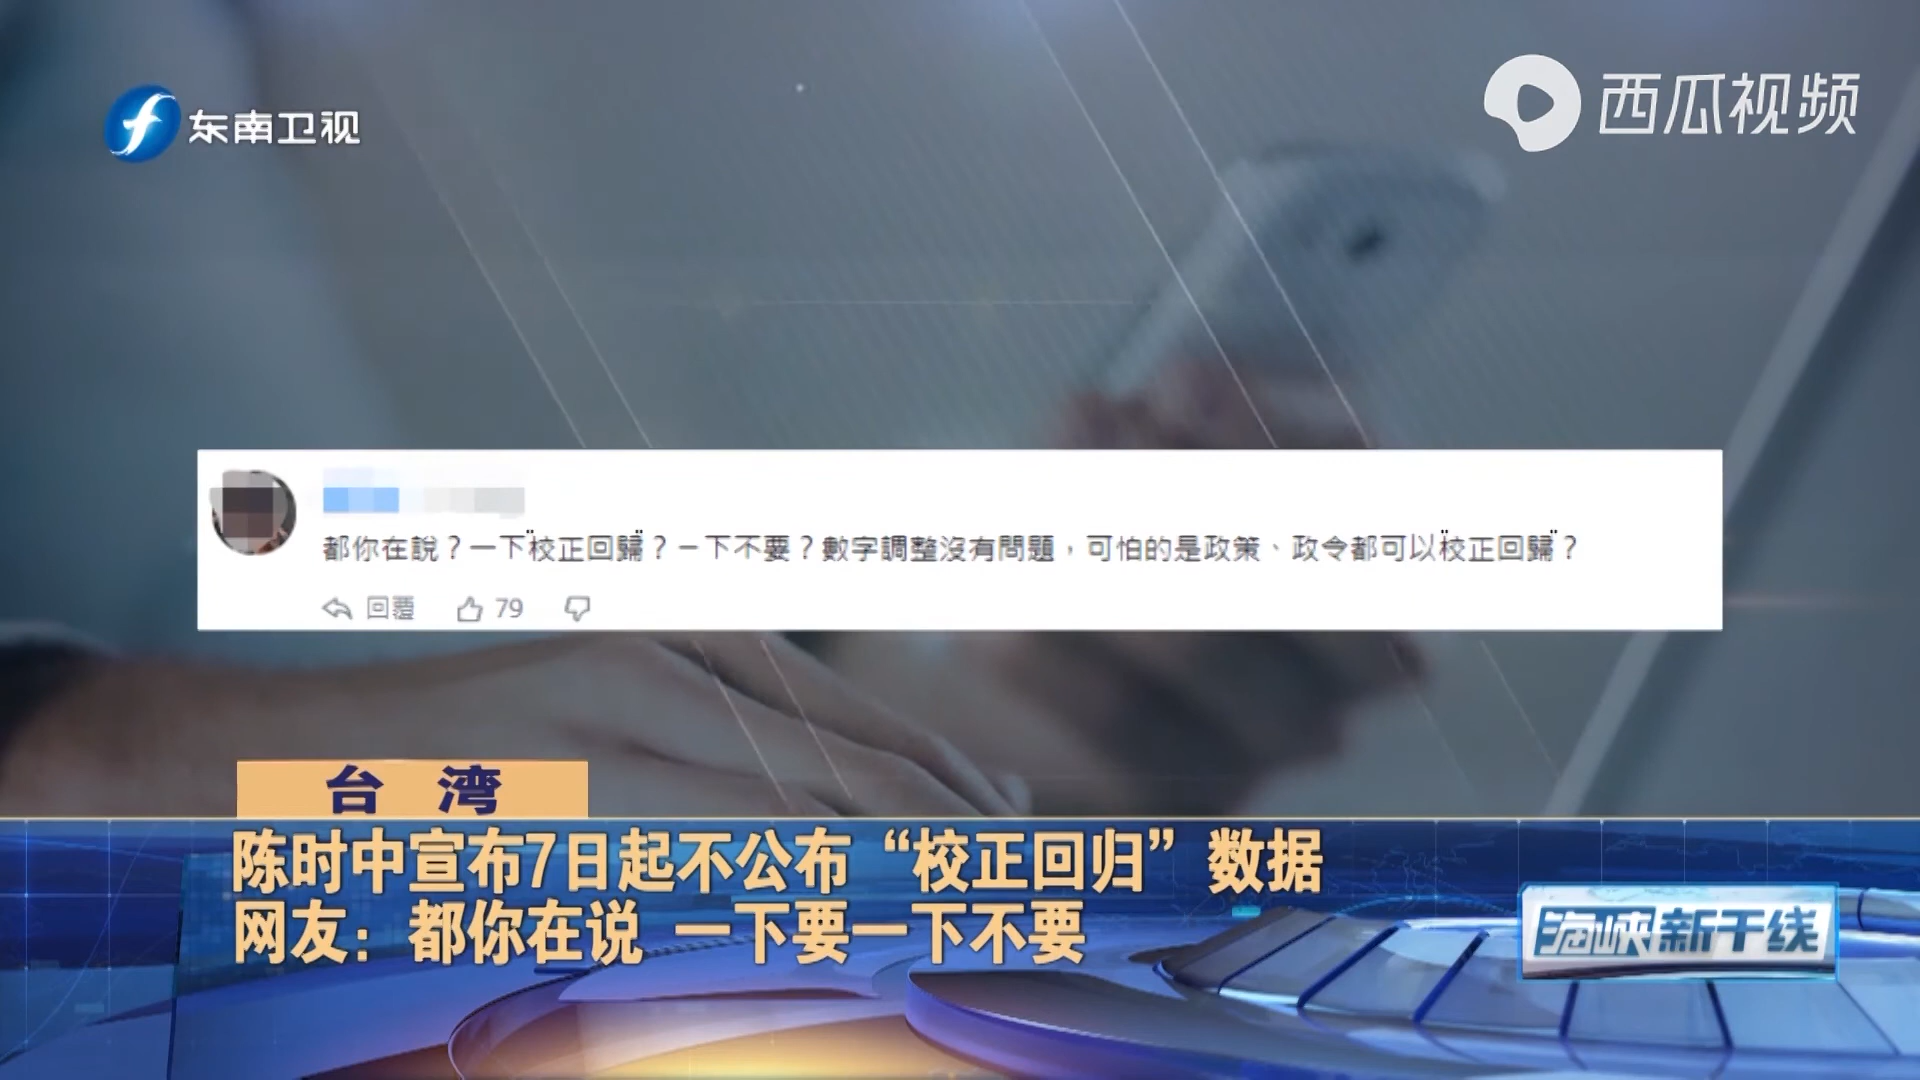 东南卫视
西瓜视频
都你在說？一下"校正回歸"？一下不要？數字調整沒有問題，可怕的是政策、政令都可以"校正回歸"？
回覆 79
台 湾
陈时中宣布7日起不公布“校正回归”数据
网友：都你在说 一下要一下不要
海峡新干线